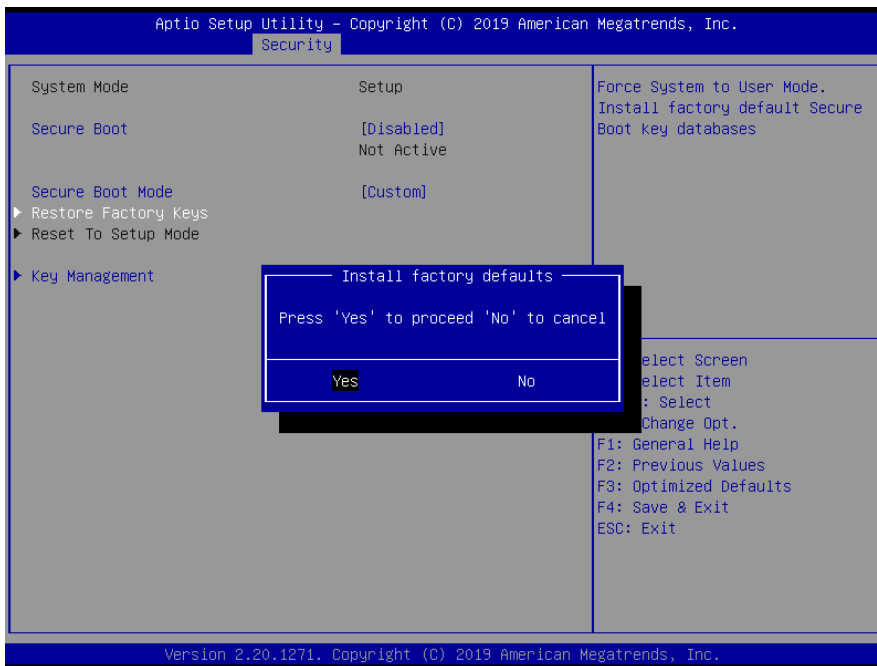 Aptio Setup Utility – Copyright (C) 2019 American Megatrends, Inc.
Security
System Mode Setup
Secure Boot [Disabled]
Not Active
Secure Boot Mode [Custom]
Restore Factory Keys
Reset To Setup Mode
Key Management
Force System to User Mode.
Install factory default Secure
Boot key databases
Install factory defaults
Press 'Yes' to proceed 'No' to cancel
Yes No
elect Screen
elect Item
: Select
Change Opt.
F1: General Help
F2: Previous Values
F3: Optimized Defaults
F4: Save & Exit
ESC: Exit
Version 2.20.1271. Copyright (C) 2019 American Megatrends, Inc.